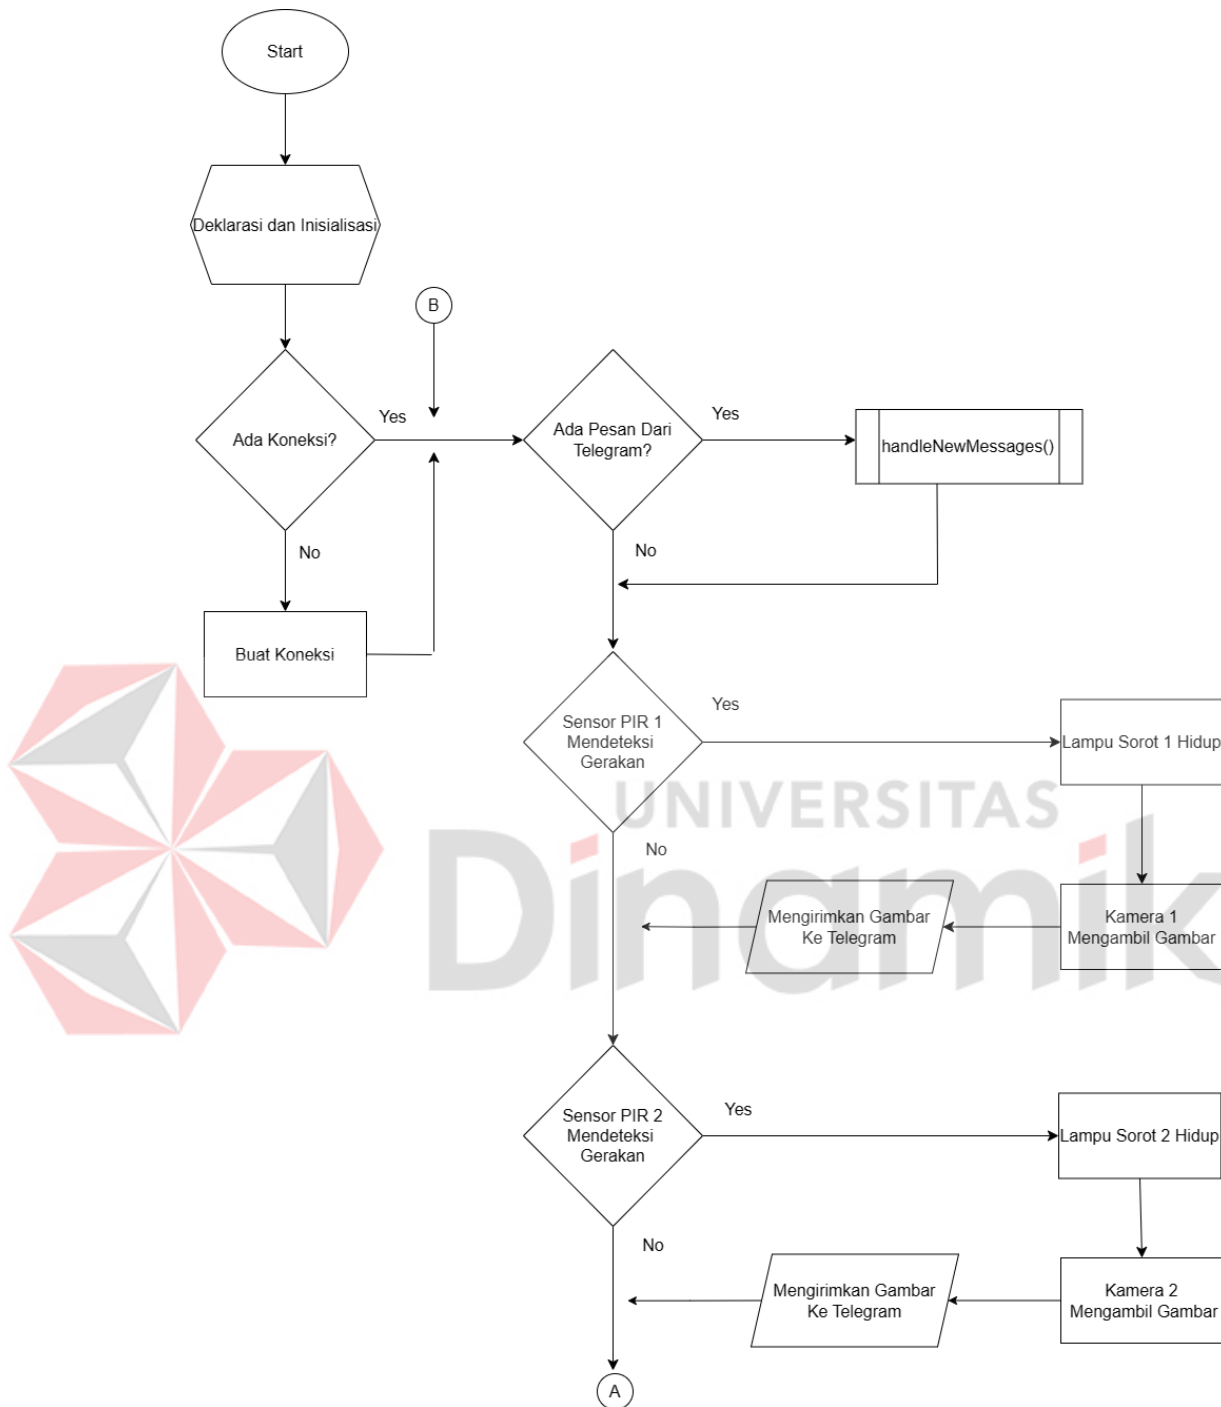 Start
Deklarasi dan Inisialisasi
B
Ada Koneksi?
Yes
No
Buat Koneksi
Ada Pesan Dari
Telegram?
Yes
handleNewMessages()
No
Sensor PIR 1
Mendeteksi
Gerakan
Yes
Lampu Sorot 1 Hidup
UNIVERSITAS
Dinamik
No
Kamera 1
Mengambil Gambar
Mengirimkan Gambar
Ke Telegram
Sensor PIR 2
Mendeteksi
Gerakan
Yes
Lampu Sorot 2 Hidup
No
Kamera 2
Mengambil Gambar
Mengirimkan Gambar
Ke Telegram
A